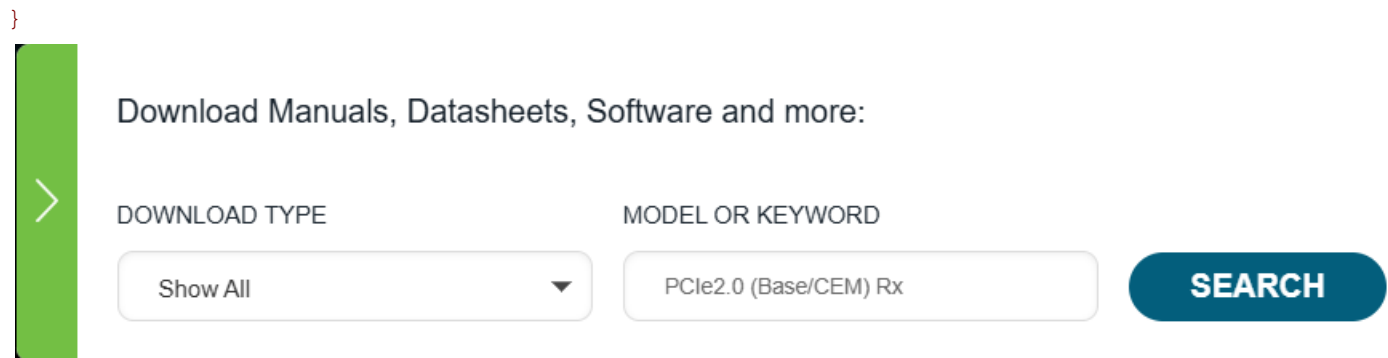 }
Download Manuals, Datasheets, Software and more:
DOWNLOAD TYPE
MODEL OR KEYWORD
Show All
PCIe2.0 (Base/CEM) Rx
SEARCH